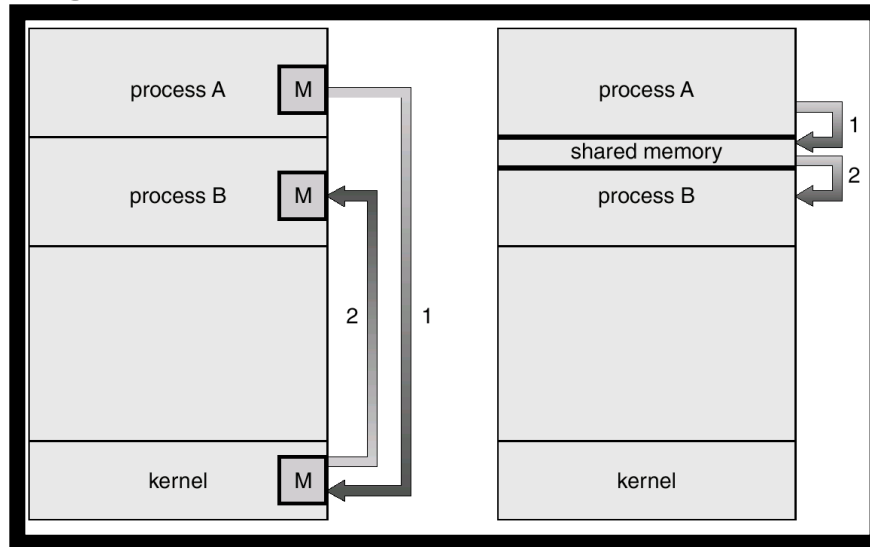 process A
M
process B
M
2
1
kernel
M
process A
1
shared memory
2
process B
kernel